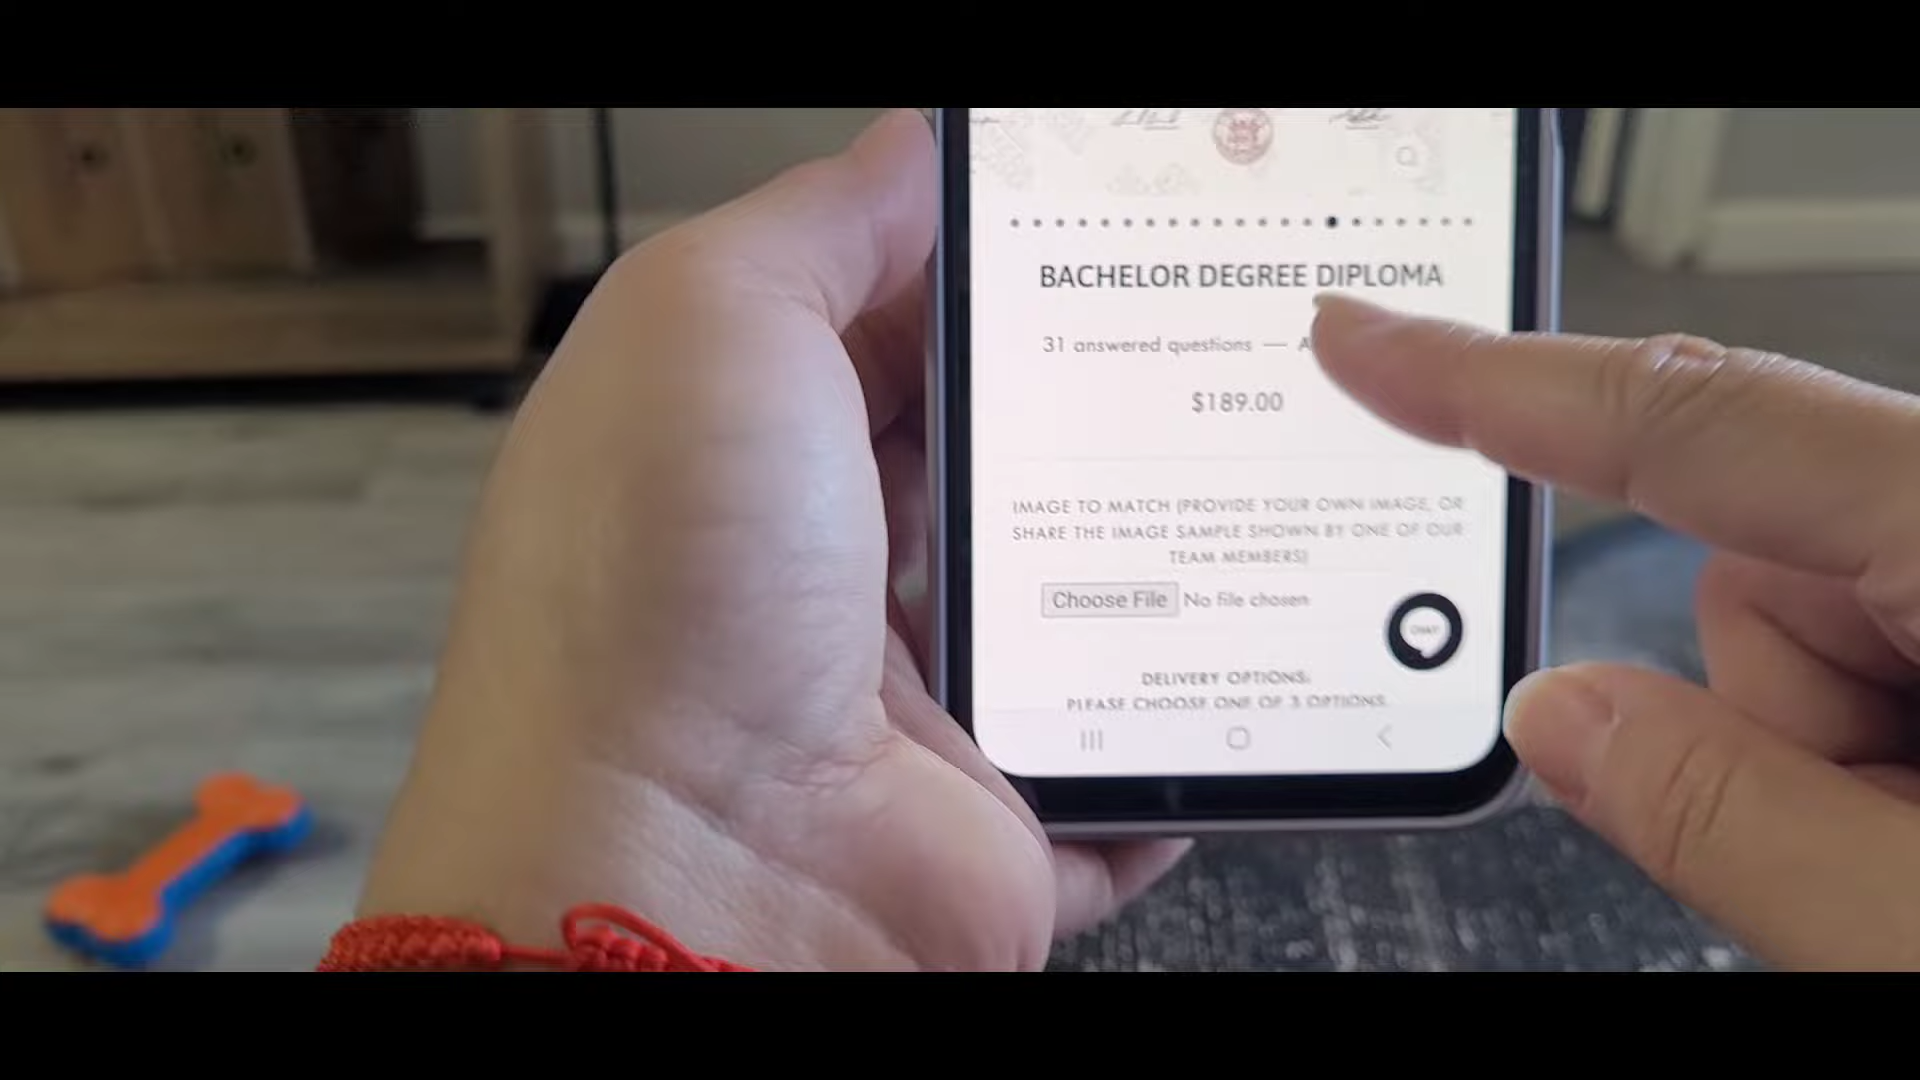 BACHELOR DEGREE DIPLOMA
31 answered questions — A
$189.00
IMAGE TO MATCH (PROVIDE YOUR OWN IMAGE, OR
SHARE THE IMAGE SAMPLE SHOWN BY ONE OF OUR
TEAM MEMBERS)
Choose File No file chosen
CHAT
DELIVERY OPTIONS:
PLEASE CHOOSE ONE OF 3 OPTIONS.